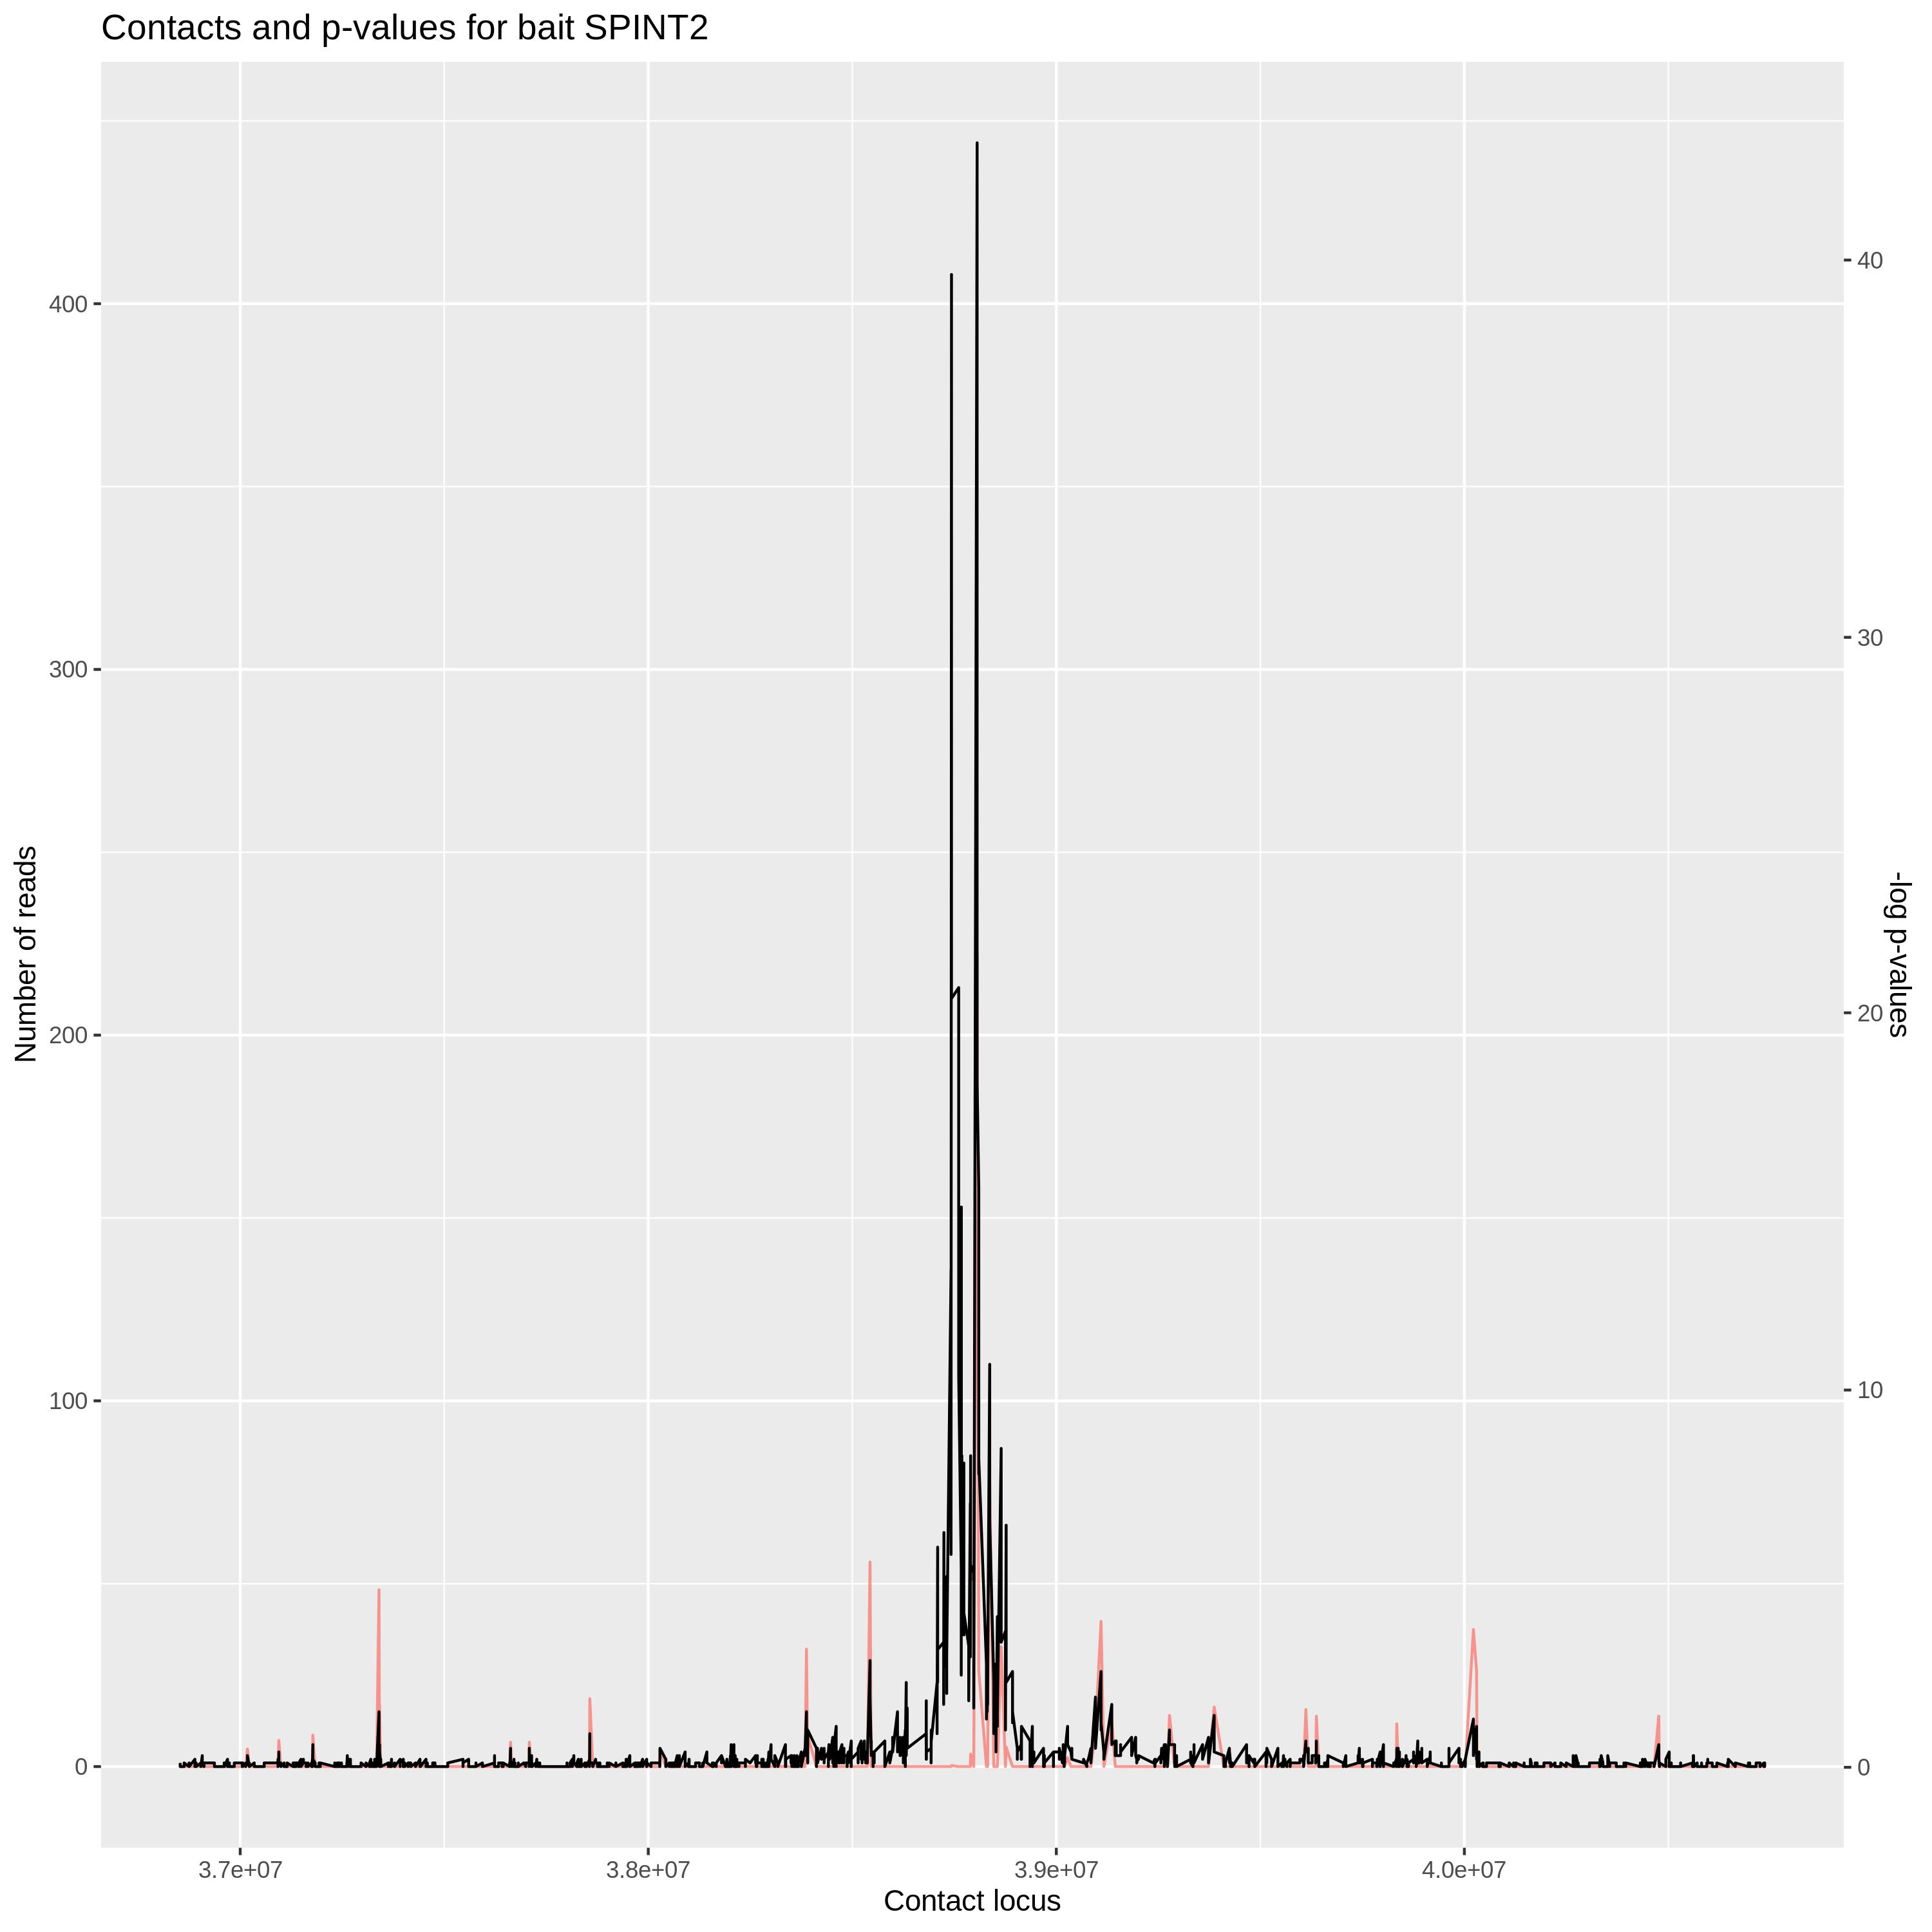 Contacts and p-values for bait SPINT2
400
300
200
100
0
Number of reads
40
30
20
10
0
-log p-values
3.7e+07 3.8e+07 3.9e+07 4.0e+07
Contact locus